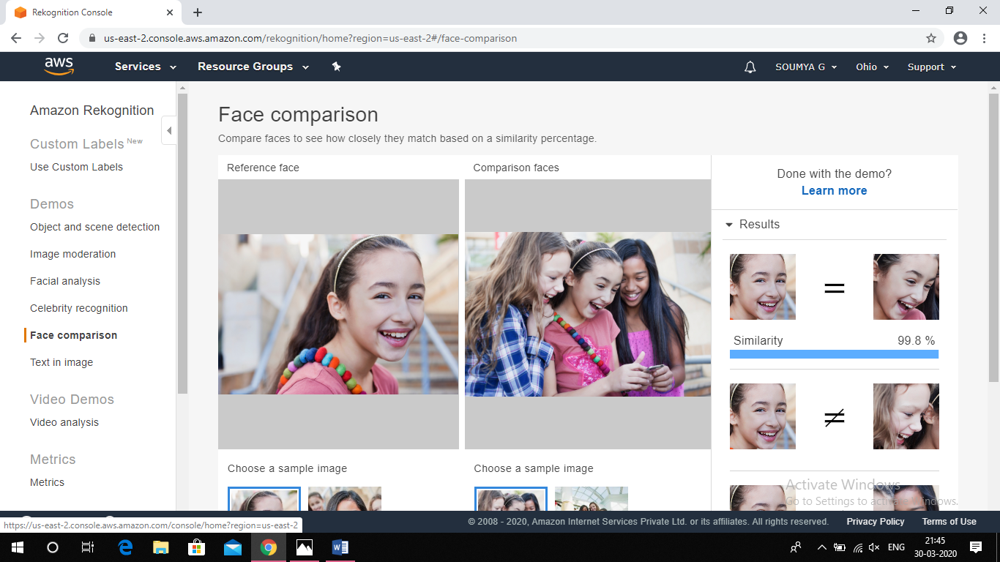 Rekognition Console
us-east-2.console.aws.amazon.com/rekognition/home?region=us-east-2#/face-comparison
aws
Services
Resource Groups
SOUMYA G
Ohio
Support
Amazon Rekognition
Custom Labels New
Use Custom Labels
Demos
Object and scene detection
Image moderation
Facial analysis
Celebrity recognition
Face comparison
Text in image
Video Demos
Video analysis
Metrics
Metrics
Face comparison
Compare faces to see how closely they match based on a similarity percentage.
Reference face
Comparison faces
Choose a sample image
Choose a sample image
Done with the demo?
Learn more
Results
=
Similarity 99.8 %
≠
Activate Windows
Go to Settings to activate Windows.
https://us-east-2.console.aws.amazon.com/console/home?region=us-east-2
© 2008 - 2020, Amazon Internet Services Private Ltd. or its affiliates. All rights reserved.
Privacy Policy
Terms of Use
ENG
21:45
30-03-2020